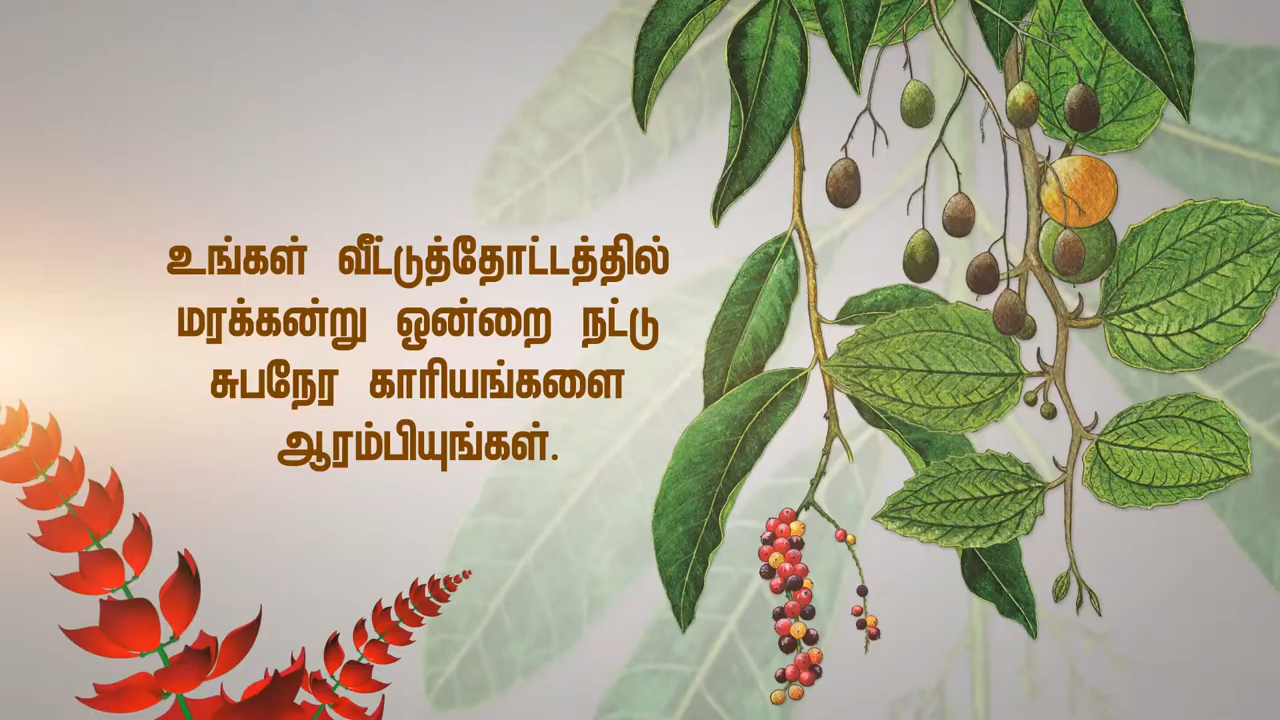 உங்கள் வீட்டுத்தோட்டத்தில்
மரக்கன்று ஒன்றை நட்டு
சுபநேர காரியங்களை
ஆரம்பியுங்கள்.